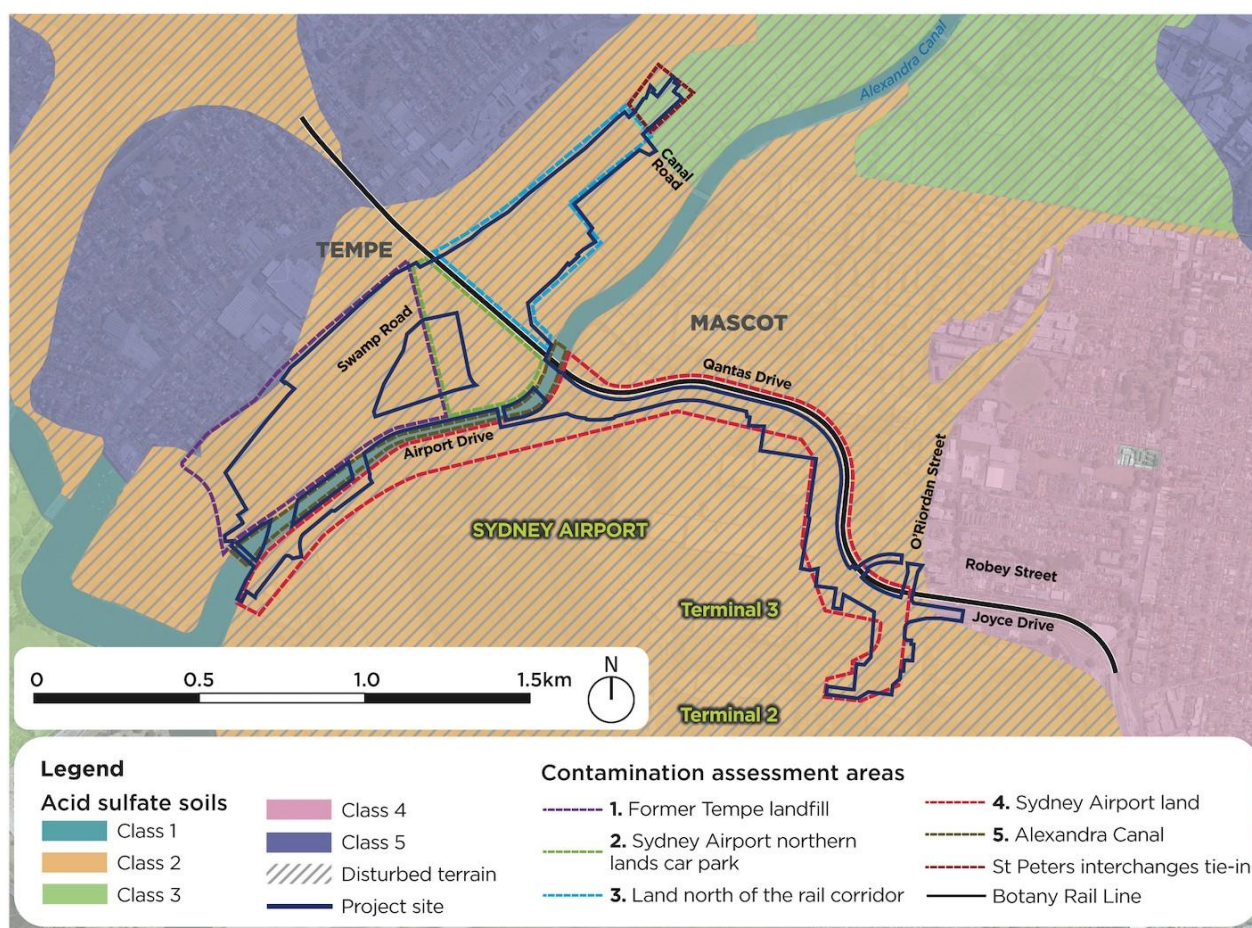 Alexandra Canal
Canal
Road
TEMPE
MASCOT
Swamp Road
Qantas Drive
Airport Drive
O'Riordan Street
SYDNEY AIRPORT
Robey Street
Terminal 3
Joyce Drive
0 0.5 1.0 1.5km
N
Terminal 2
Legend
Acid sulfate soils
Class 1
Class 2
Class 3
Class 4
Class 5
Disturbed terrain
Project site
Contamination assessment areas
1. Former Tempe landfill
2. Sydney Airport northern
lands car park
3. Land north of the rail corridor
4. Sydney Airport land
5. Alexandra Canal
St Peters interchanges tie-in
Botany Rail Line